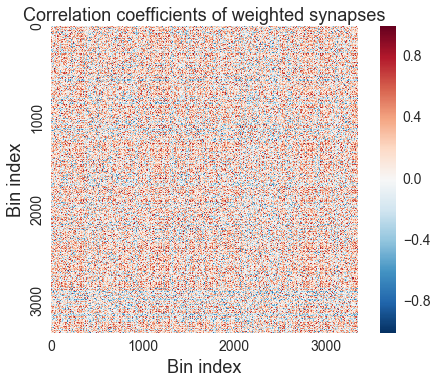 Correlation coefficients of weighted synapses
0
1000
2000
3000
Bin index
0 1000 2000 3000
Bin index
0.8
0.4
0.0
−0.4
−0.8